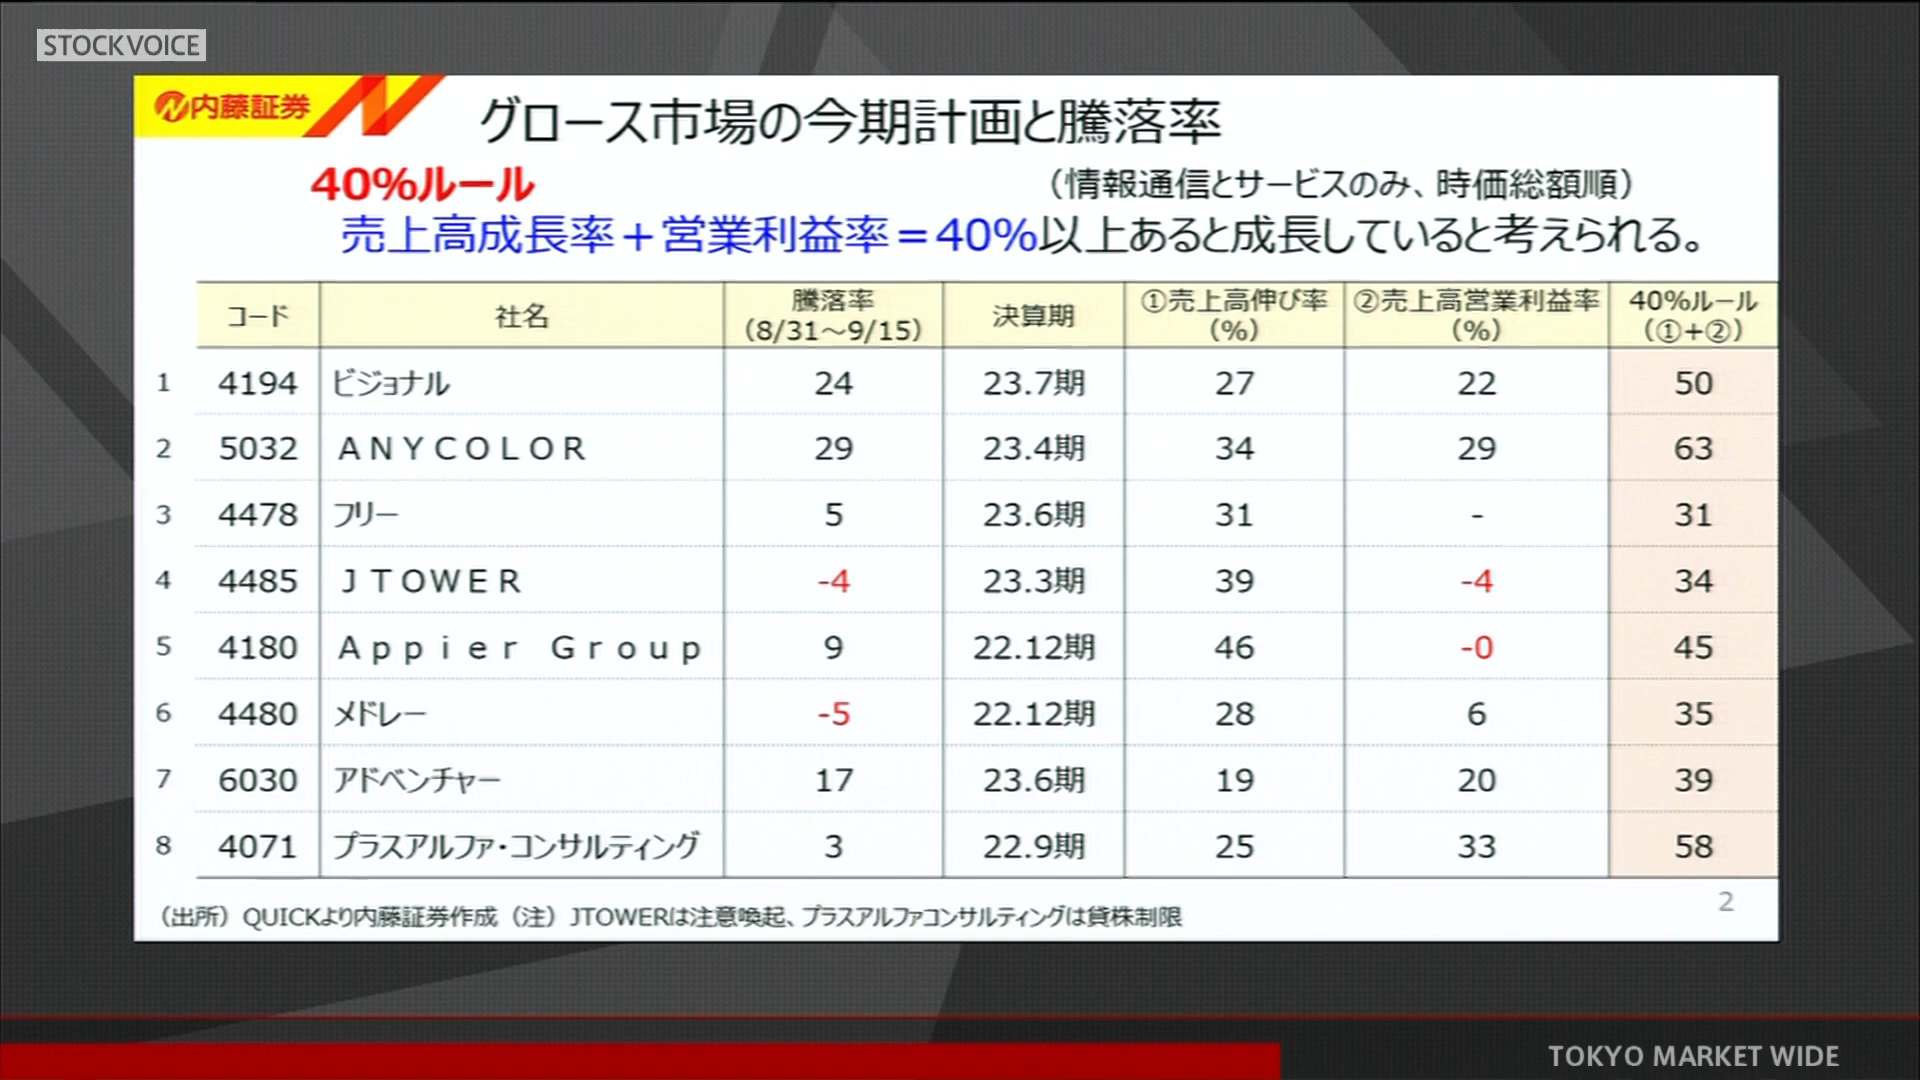 STOCKVOICE
内藤証券
グロース市場の今期計画と騰落率
40%ルール
（情報通信とサービスのみ、時価総額順）
売上高成長率＋営業利益率＝40%以上あると成長していると考えられる。
コード 社名 騰落率（8/31～9/15） 決算期 ①売上高伸び率（%） ②売上高営業利益率（%） 40%ルール（①+②）
1 4194 ビジョナル 24 23.7期 27 22 50
2 5032 ＡＮＹＣＯＬＯＲ 29 23.4期 34 29 63
3 4478 フリー 5 23.6期 31 - 31
4 4485 ＪＴＯＷＥＲ -4 23.3期 39 -4 34
5 4180 Ａｐｐｉｅｒ　Ｇｒｏｕｐ 9 22.12期 46 -0 45
6 4480 メドレー -5 22.12期 28 6 35
7 6030 アドベンチャー 17 23.6期 19 20 39
8 4071 プラスアルファ・コンサルティング 3 22.9期 25 33 58
（出所）QUICKより内藤証券作成（注）JTOWERは注意喚起、プラスアルファコンサルティングは貸株制限
2
TOKYO MARKET WIDE